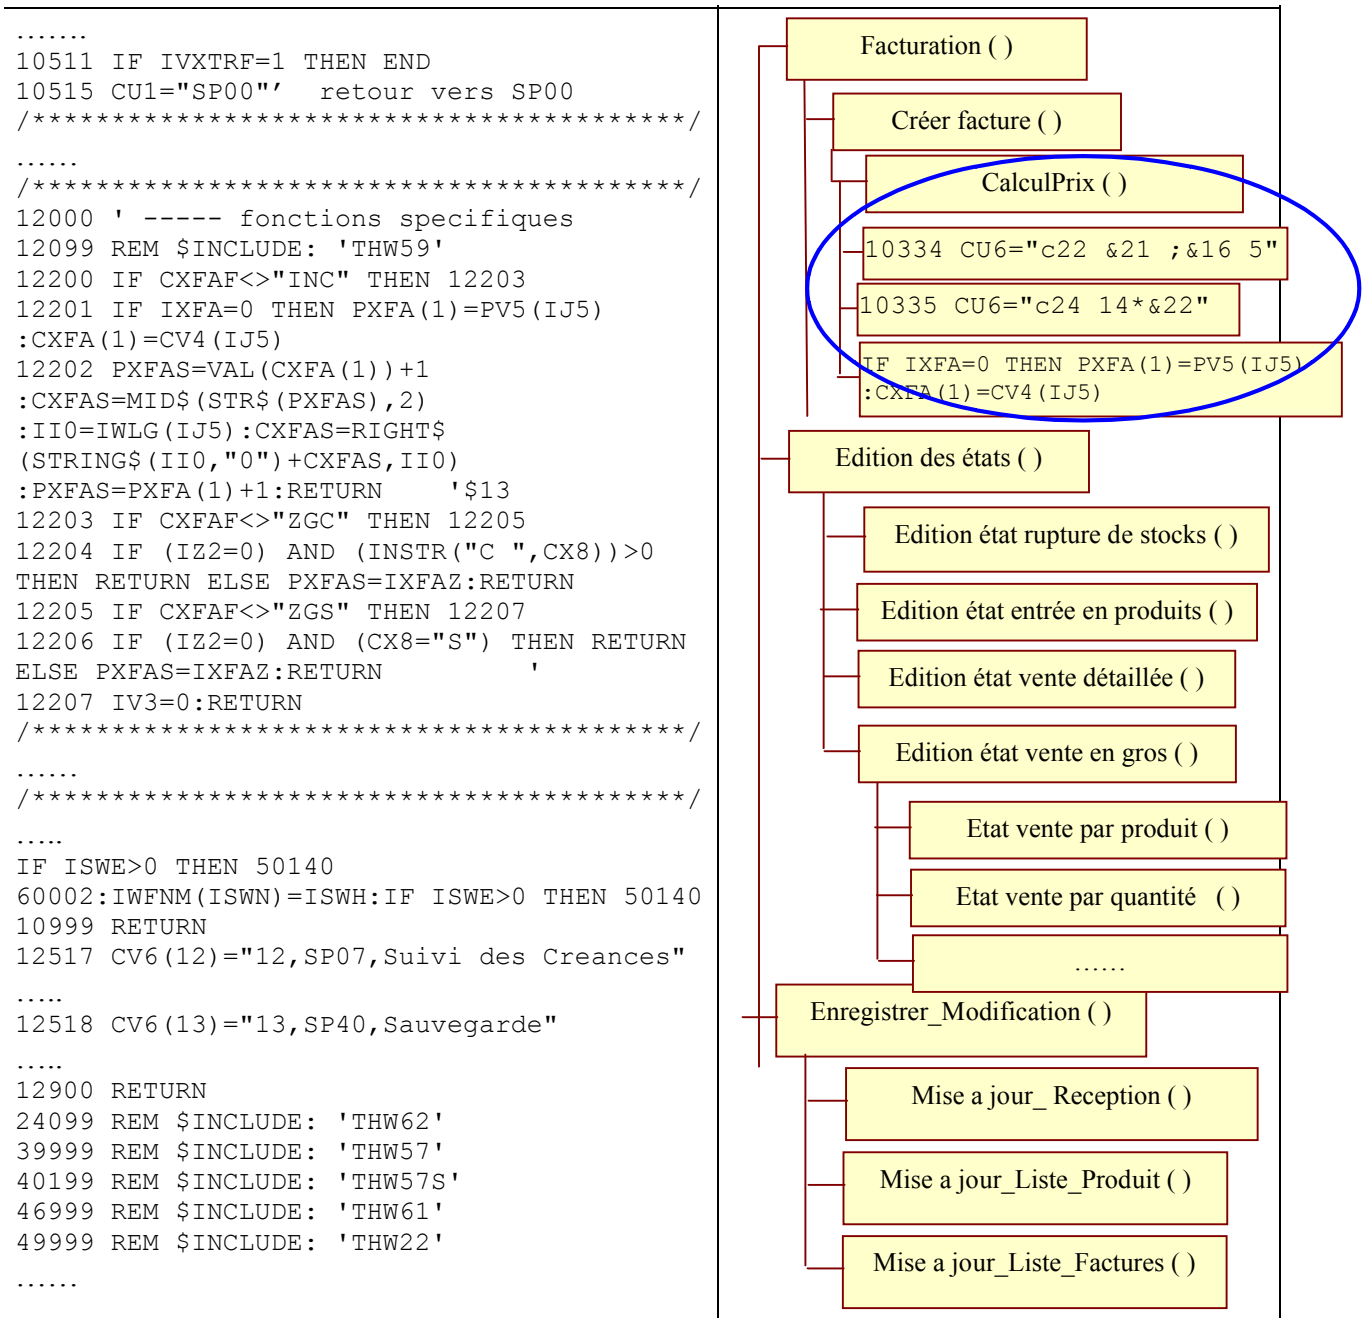 .......
10511 IF IVXTRF=1 THEN END
10515 CU1="SP00"’  retour vers SP00
/*****************************************/
......
/*****************************************/
12000 ' ----- fonctions specifiques
12099 REM $INCLUDE: 'THW59'
12200 IF CXFAF<>"INC" THEN 12203
12201 IF IXFA=0 THEN PXFA(1)=PV5(IJ5)
:CXFA(1)=CV4(IJ5)
12202 PXFAS=VAL(CXFA(1))+1
:CXFAS=MID$(STR$(PXFAS),2)
:II0=IWLG(IJ5):CXFAS=RIGHT$
(STRING$(II0,"0")+CXFAS,II0)
:PXFAS=PXFA(1)+1:RETURN    '$13
12203 IF CXFAF<>"ZGC" THEN 12205
12204 IF (IZ2=0) AND (INSTR("C ",CX8))>0
THEN RETURN ELSE PXFAS=IXFAZ:RETURN
12205 IF CXFAF<>"ZGS" THEN 12207
12206 IF (IZ2=0) AND (CX8="S") THEN RETURN
ELSE PXFAS=IXFAZ:RETURN          '
12207 IV3=0:RETURN
/*****************************************/
......
/*****************************************/
.....
IF ISWE>0 THEN 50140
60002:IWFNM(ISWN)=ISWH:IF ISWE>0 THEN 50140
10999 RETURN
12517 CV6(12)="12,SP07,Suivi des Creances"
.....
12518 CV6(13)="13,SP40,Sauvegarde"
.....
12900 RETURN
24099 REM $INCLUDE: 'THW62'
39999 REM $INCLUDE: 'THW57'
40199 REM $INCLUDE: 'THW57S'
46999 REM $INCLUDE: 'THW61'
49999 REM $INCLUDE: 'THW22'
......
Facturation ( )
Créer facture ( )
CalculPrix ( )
10334 CU6="c22 &21 ;&16 5"
10335 CU6="c24 14*&22"
IF IXFA=0 THEN PXFA(1)=PV5(IJ5)
:CXFA(1)=CV4(IJ5)
Edition des états ( )
Edition état rupture de stocks ( )
Edition état entrée en produits ( )
Edition état vente détaillée ( )
Edition état vente en gros ( )
Etat vente par produit ( )
Etat vente par quantité   ( )
......
Enregistrer_Modification ( )
Mise a jour_ Reception ( )
Mise a jour_Liste_Produit ( )
Mise a jour_Liste_Factures ( )